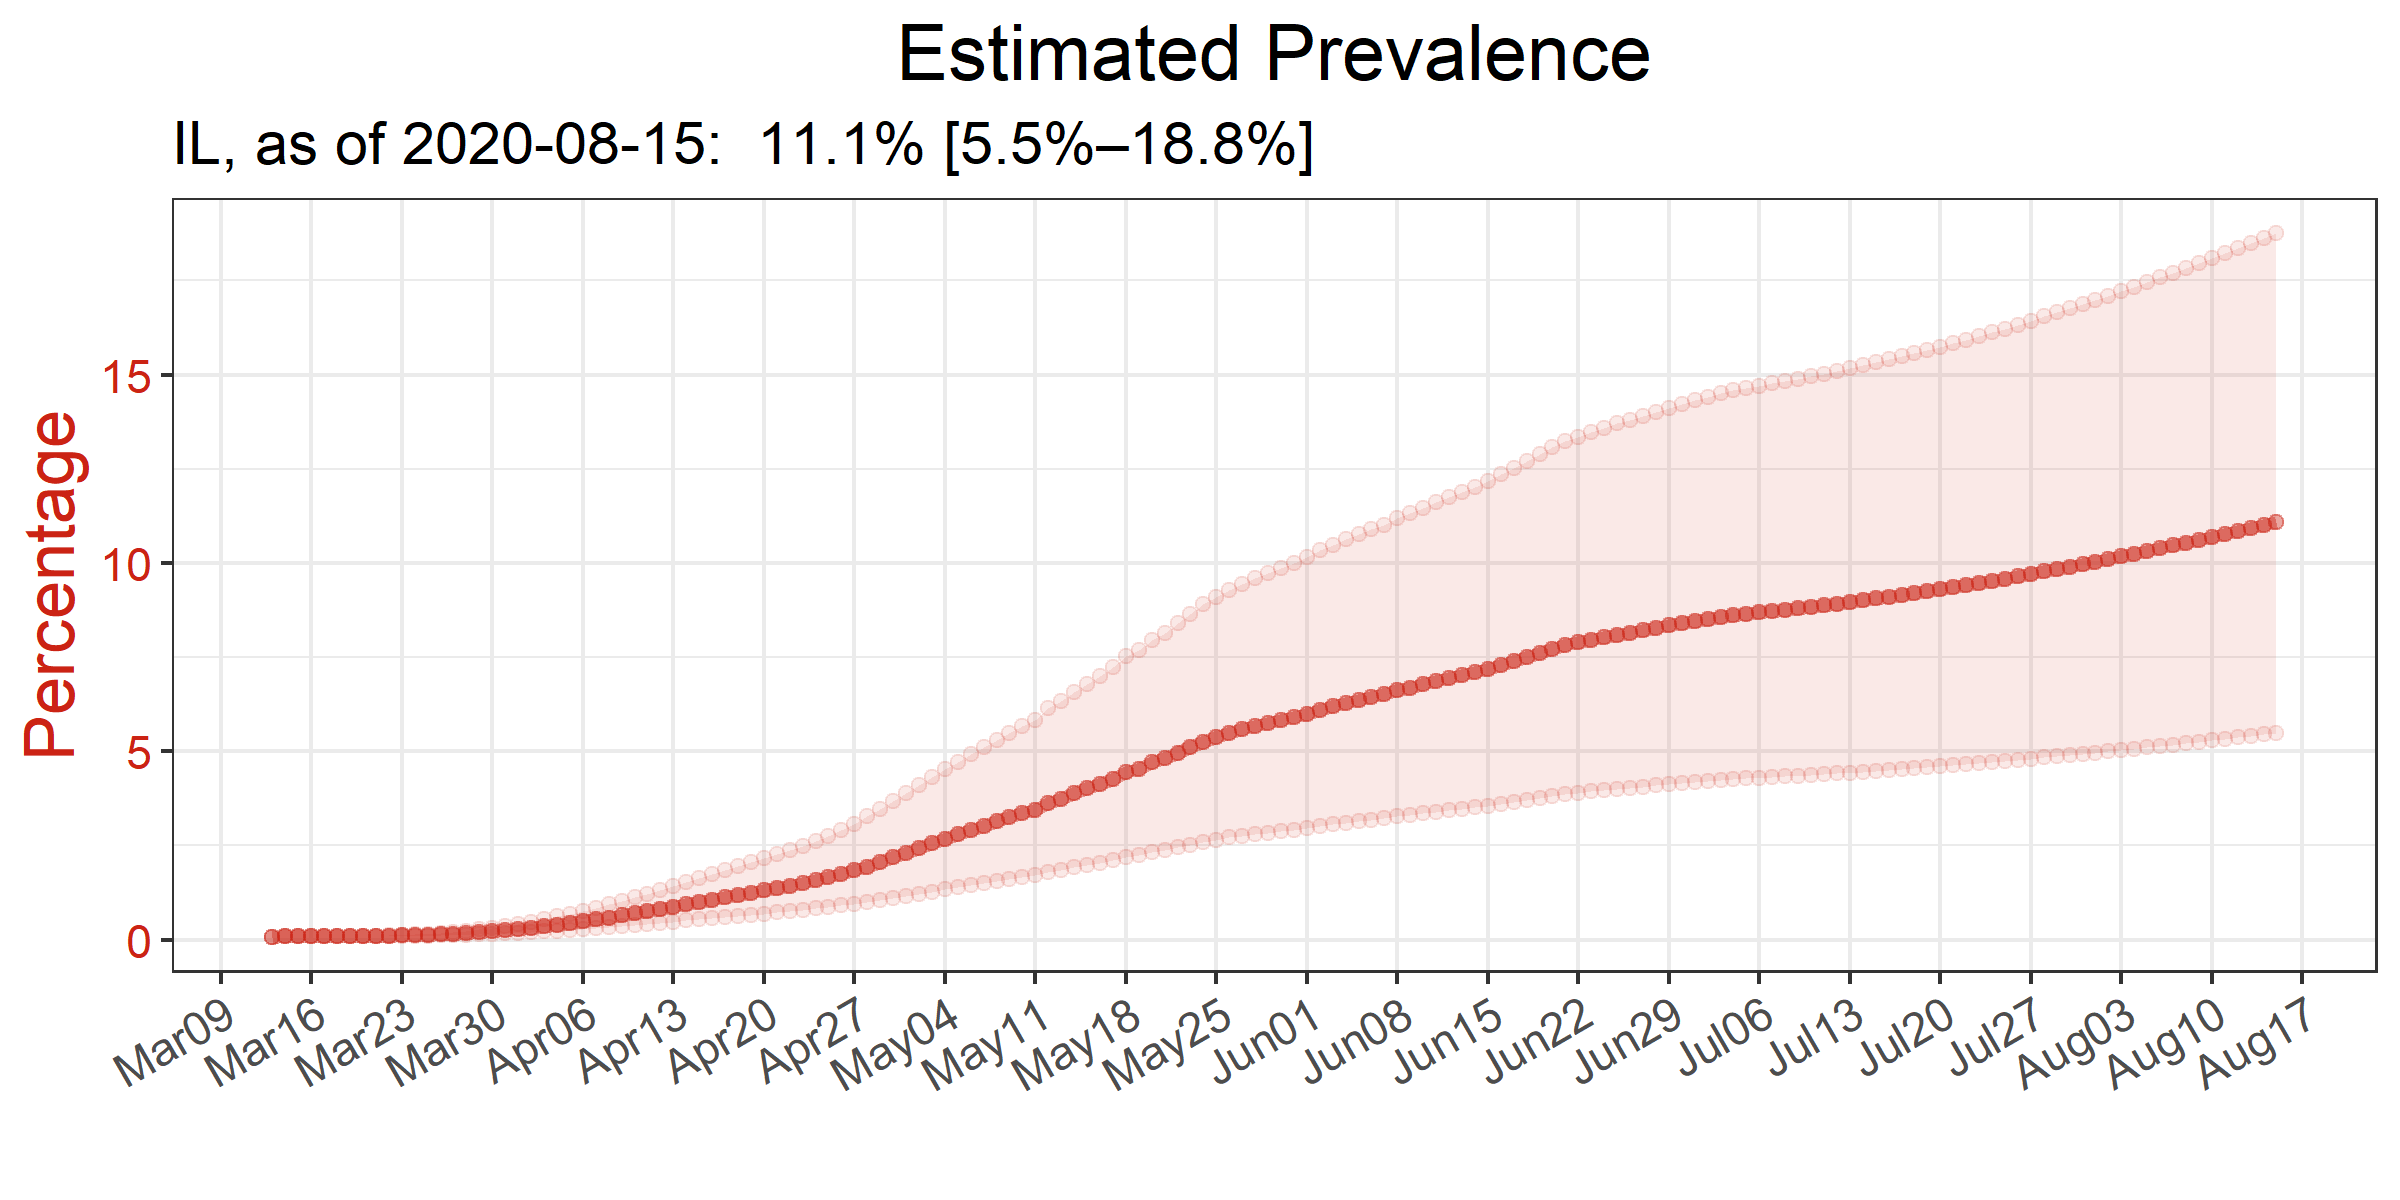 Estimated Prevalence
IL, as of 2020-08-15:  11.1% [5.5%–18.8%]
Percentage
15
10
5
0
Mar09 Mar16 Mar23 Mar30 Apr06 Apr13 Apr20 Apr27 May04 May11 May18 May25 Jun01 Jun08 Jun15 Jun22 Jun29 Jul06 Jul13 Jul20 Jul27 Aug03 Aug10 Aug17